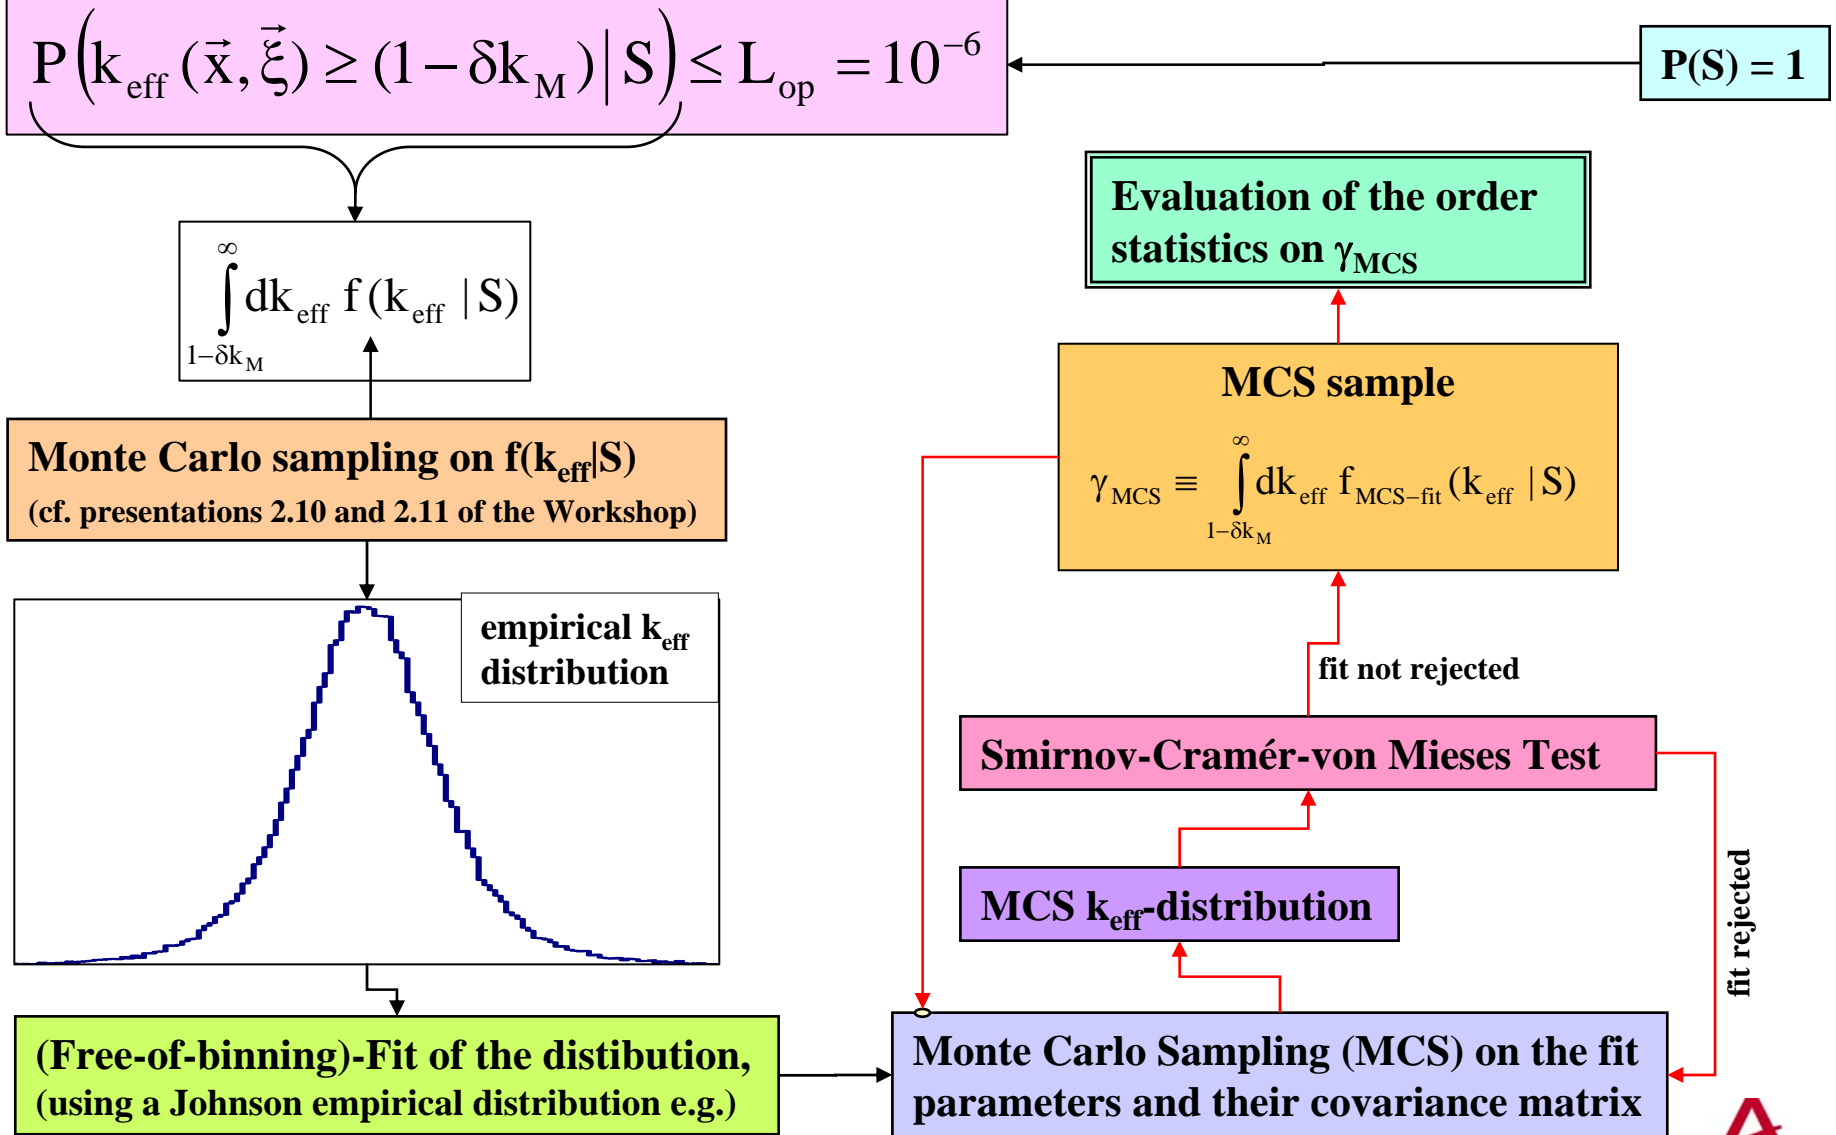 P(k_eff (x⃗, ξ⃗) ≥ (1 − δk_M) | S) ≤ L_op = 10⁻⁶
P(S) = 1
∞
∫ dk_eff f(k_eff | S)
1−δk_M
Monte Carlo sampling on f(k_eff|S)
(cf. presentations 2.10 and 2.11 of the Workshop)
empirical k_eff
distribution
(Free-of-binning)-Fit of the distibution,
(using a Johnson empirical distribution e.g.)
Evaluation of the order
statistics on γ_MCS
MCS sample
∞
γ_MCS ≡ ∫ dk_eff f_MCS−fit (k_eff | S)
1−δk_M
fit not rejected
Smirnov-Cramér-von Mieses Test
fit rejected
MCS k_eff-distribution
Monte Carlo Sampling (MCS) on the fit
parameters and their covariance matrix